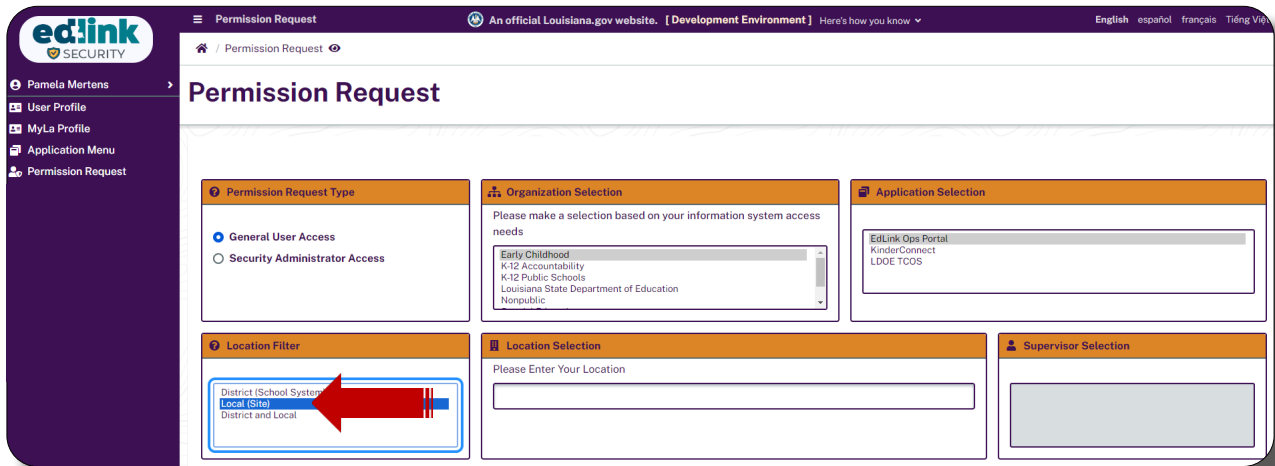 ed:link
SECURITY
Pamela Mertens
User Profile
MyLa Profile
Application Menu
Permission Request
Permission Request
An official Louisiana.gov website. [ Development Environment ] Here's how you know
English español français Tiếng Việt
/ Permission Request
Permission Request
Permission Request Type
General User Access
Security Administrator Access
Organization Selection
Please make a selection based on your information system access
needs
Early Childhood
K-12 Accountability
K-12 Public Schools
Louisiana State Department of Education
Nonpublic
Application Selection
EdLink Ops Portal
KinderConnect
LDOE TCOS
Location Filter
District (School System)
Local (Site)
District and Local
Location Selection
Please Enter Your Location
Supervisor Selection